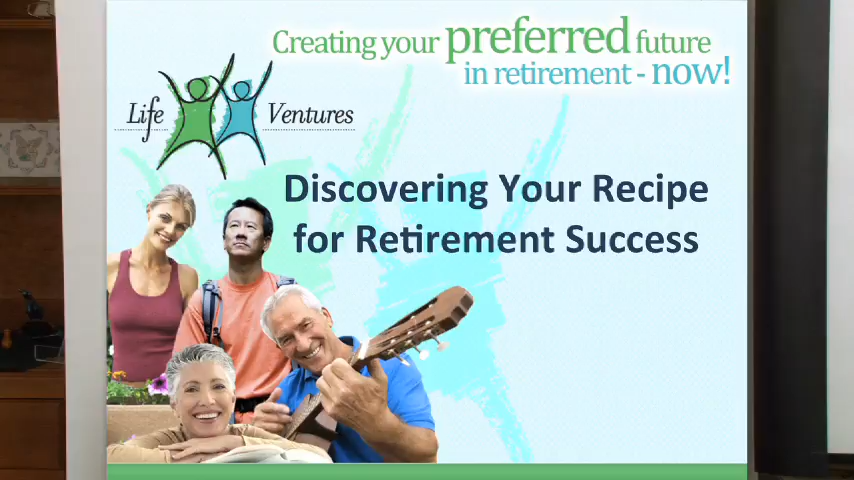 Creating your preferred future
in retirement - now!
Life Ventures
Discovering Your Recipe
for Retirement Success